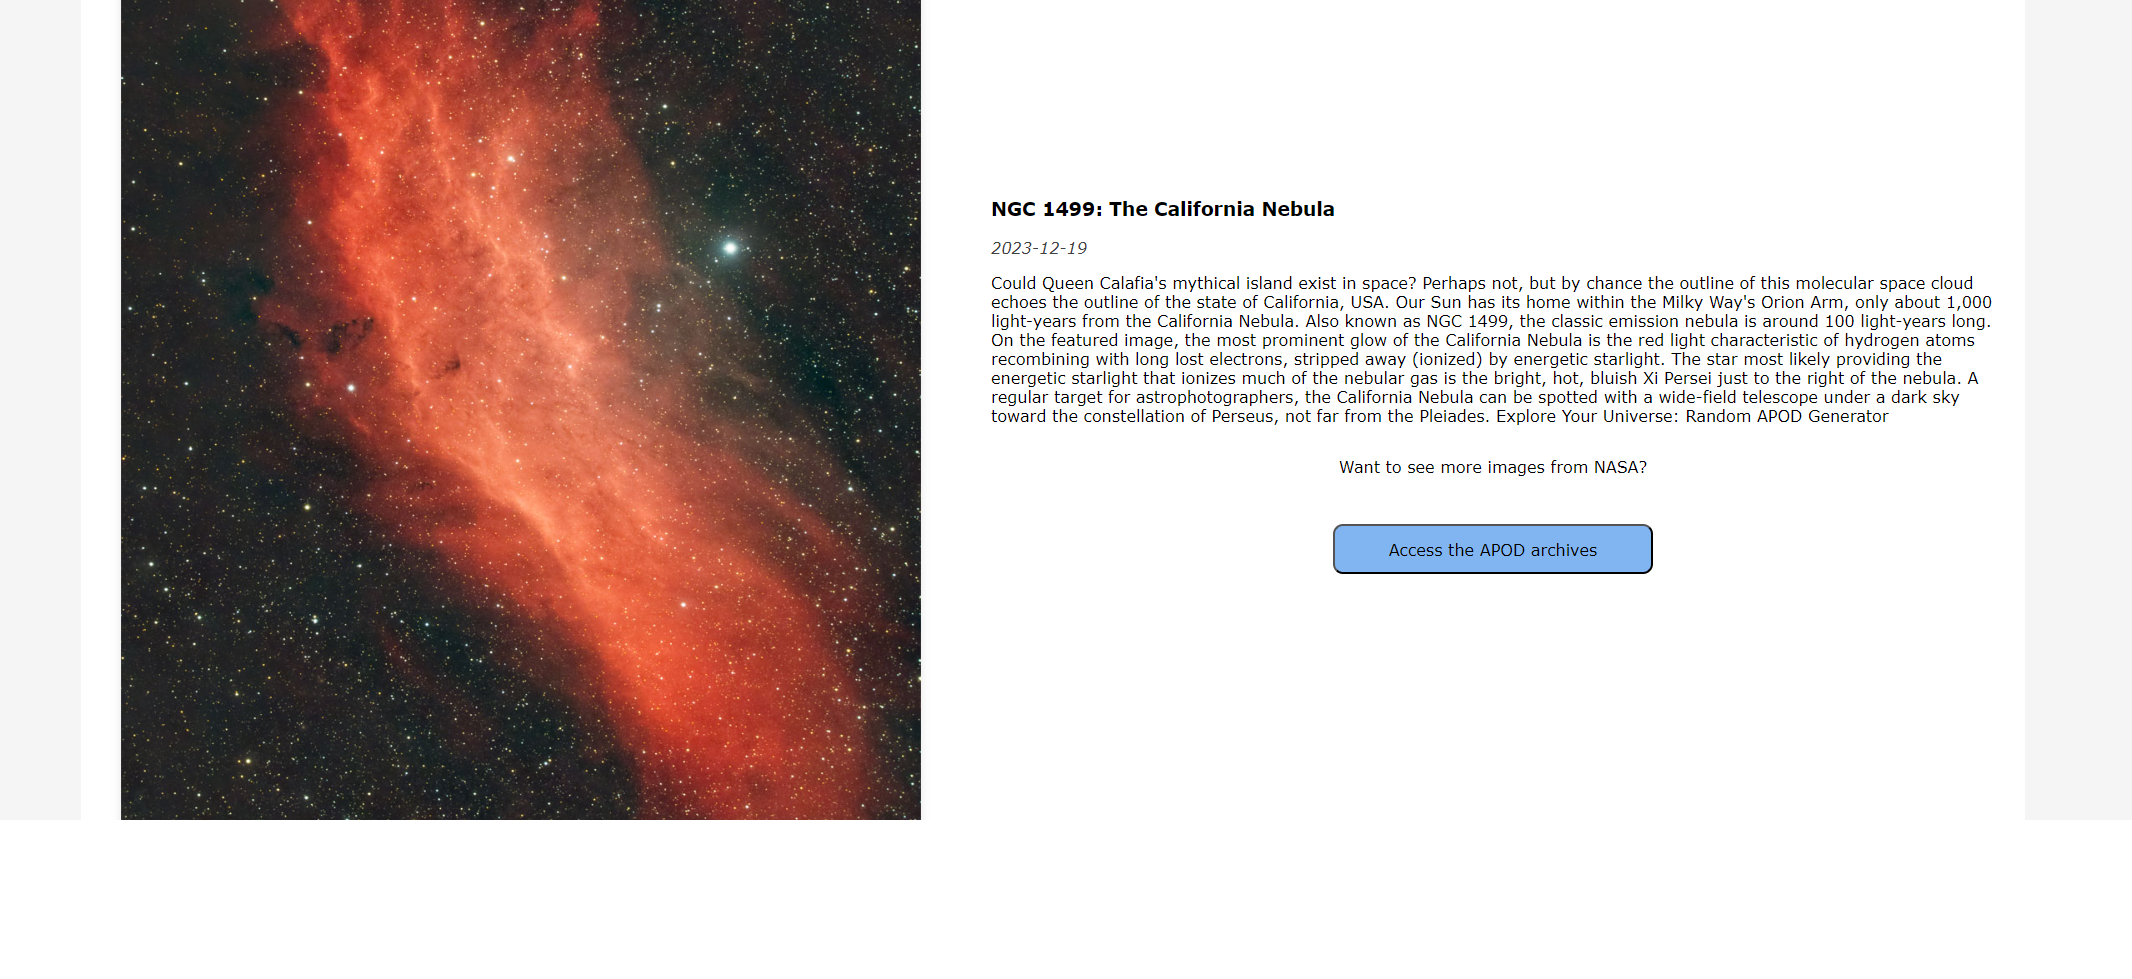 NGC 1499: The California Nebula
2023-12-19
Could Queen Calafia's mythical island exist in space? Perhaps not, but by chance the outline of this molecular space cloud
echoes the outline of the state of California, USA. Our Sun has its home within the Milky Way's Orion Arm, only about 1,000
light-years from the California Nebula. Also known as NGC 1499, the classic emission nebula is around 100 light-years long.
On the featured image, the most prominent glow of the California Nebula is the red light characteristic of hydrogen atoms
recombining with long lost electrons, stripped away (ionized) by energetic starlight. The star most likely providing the
energetic starlight that ionizes much of the nebular gas is the bright, hot, bluish Xi Persei just to the right of the nebula. A
regular target for astrophotographers, the California Nebula can be spotted with a wide-field telescope under a dark sky
toward the constellation of Perseus, not far from the Pleiades. Explore Your Universe: Random APOD Generator
Want to see more images from NASA?
Access the APOD archives